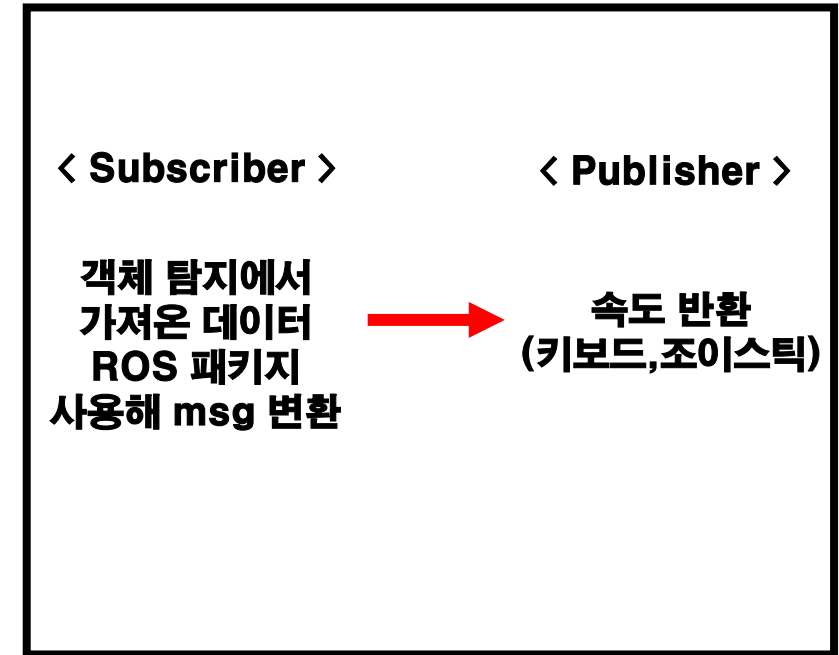 < Subscriber >
객체 탐지에서
가져온 데이터
ROS 패키지
사용해 msg 변환
< Publisher >
속도 반환
(키보드,조이스틱)